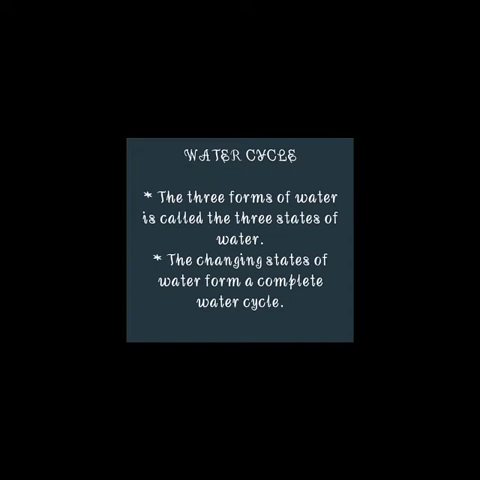 WATER CYCLE
* The three forms of water
is called the three states of
water.
* The changing states of
water form a complete
water cycle.